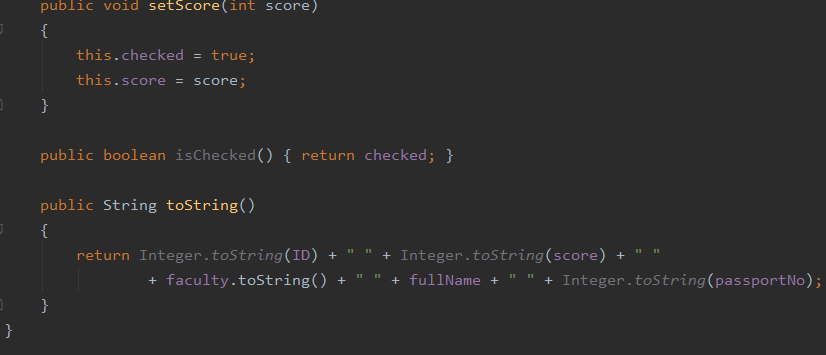 public void setScore(int score)
{
this.checked = true;
this.score = score;
}
public boolean isChecked() { return checked; }
public String toString()
{
return Integer.toString(ID) + " " + Integer.toString(score) + " "
+ faculty.toString() + " " + fullName + " " + Integer.toString(passportNo);
}
}